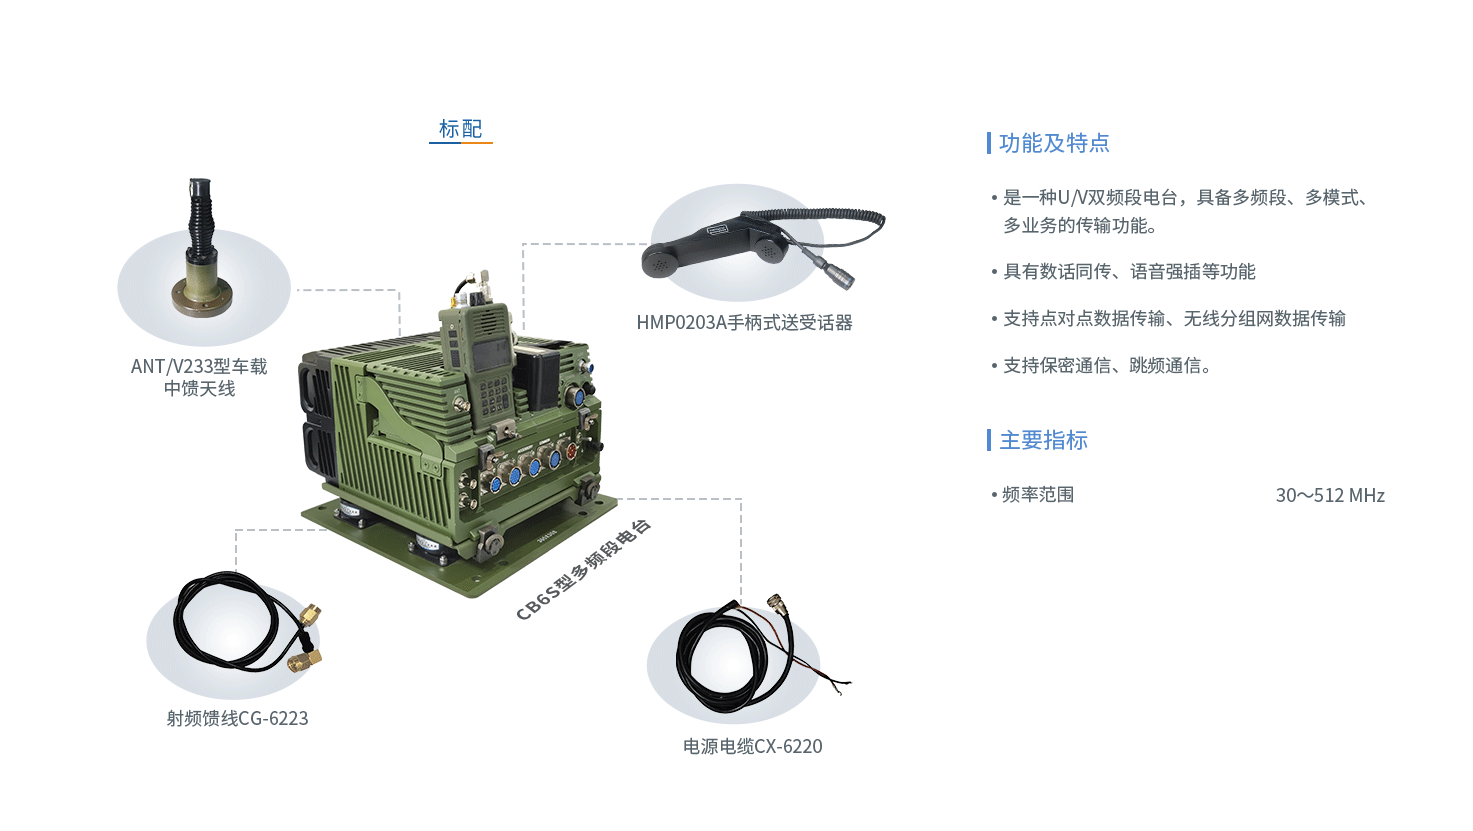 标配
ANT/V233型车载
中馈天线
HMP0203A手柄式送受话器
CB6S型多频段电台
射频馈线CG-6223
电源电缆CX-6220
功能及特点
•是一种U/V双频段电台，具备多频段、多模式、
多业务的传输功能。
•具有数话同传、语音强插等功能
•支持点对点数据传输、无线分组网数据传输
•支持保密通信、跳频通信。
主要指标
•频率范围 30～512 MHz